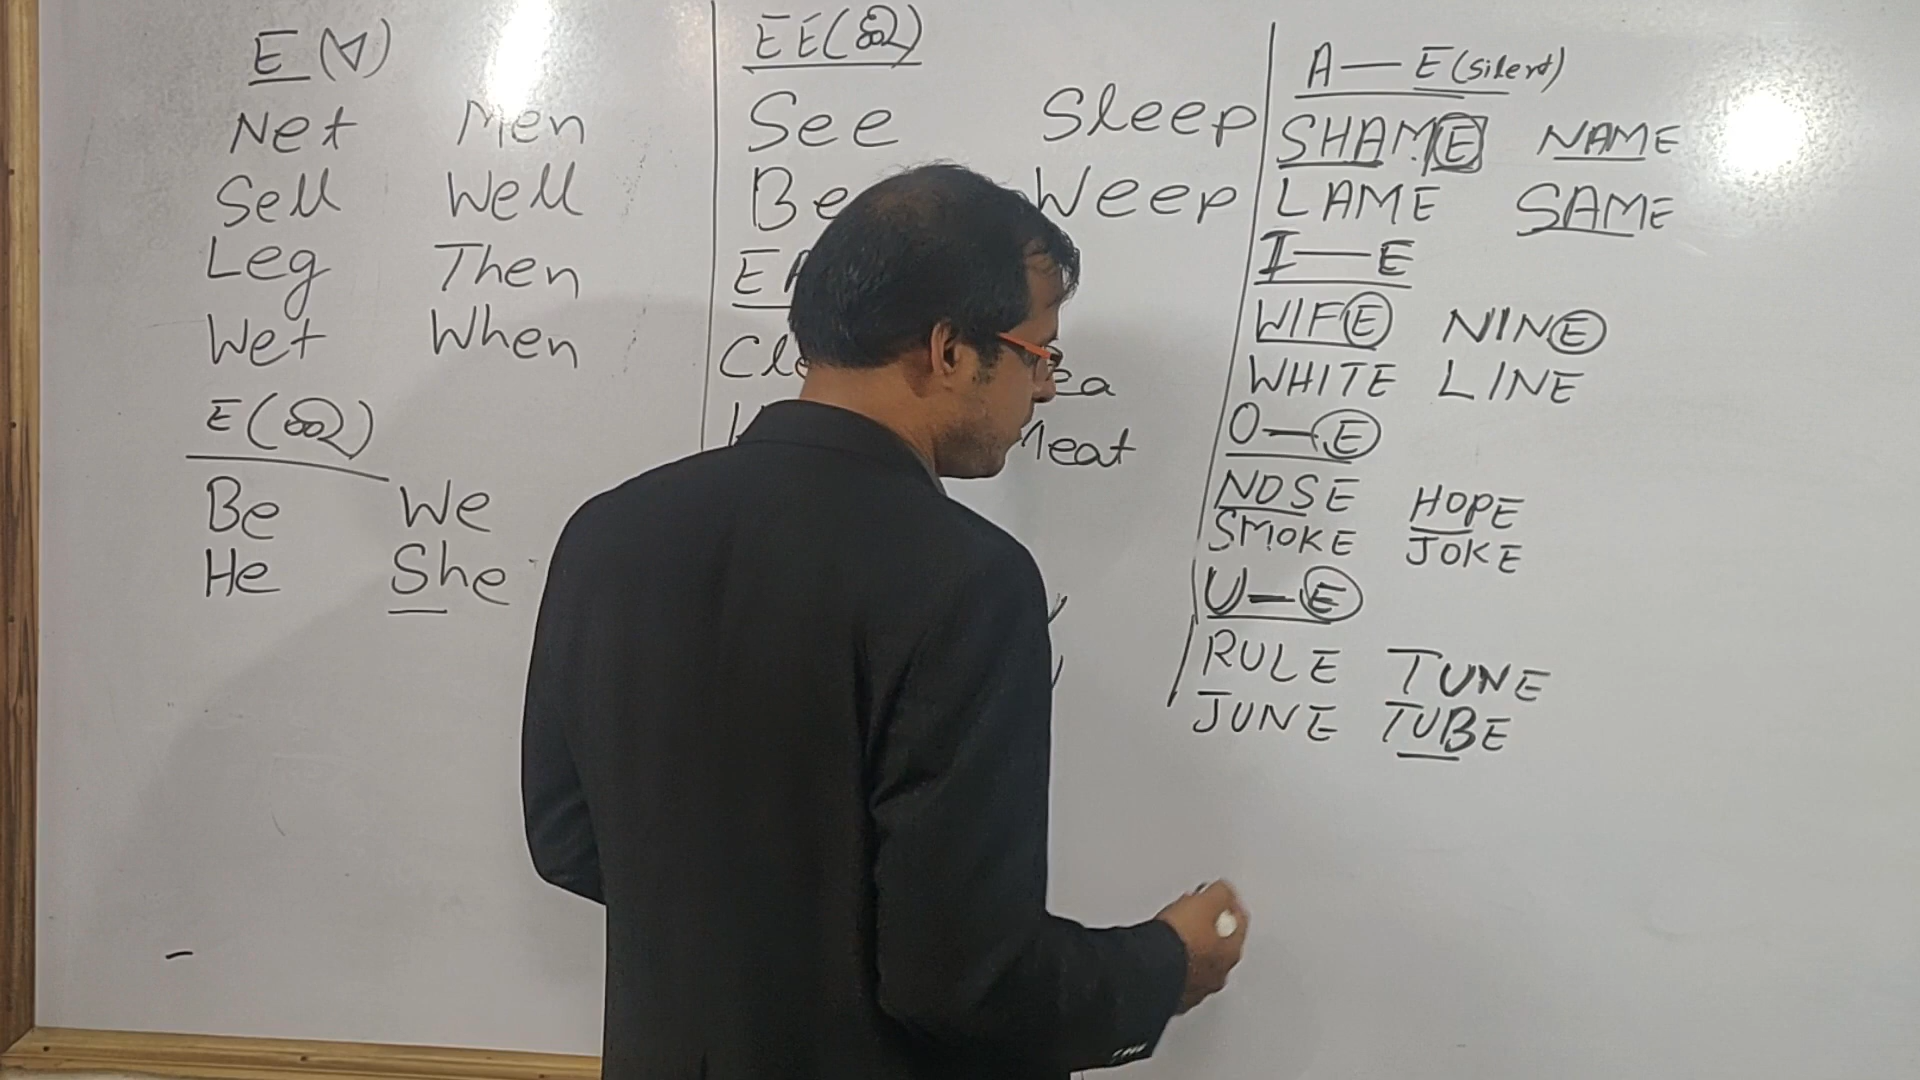 E
Net Men
Sell Well
Leg Then
Wet When
E
Be We
He She
EE
See Sleep
Weep
Meat
A — E (silent)
SHAME NAME
LAME SAME
I — E
WIFE NINE
WHITE LINE
O — E
NOSE HOPE
SMOKE JOKE
U — E
RULE TUNE
JUNE TUBE